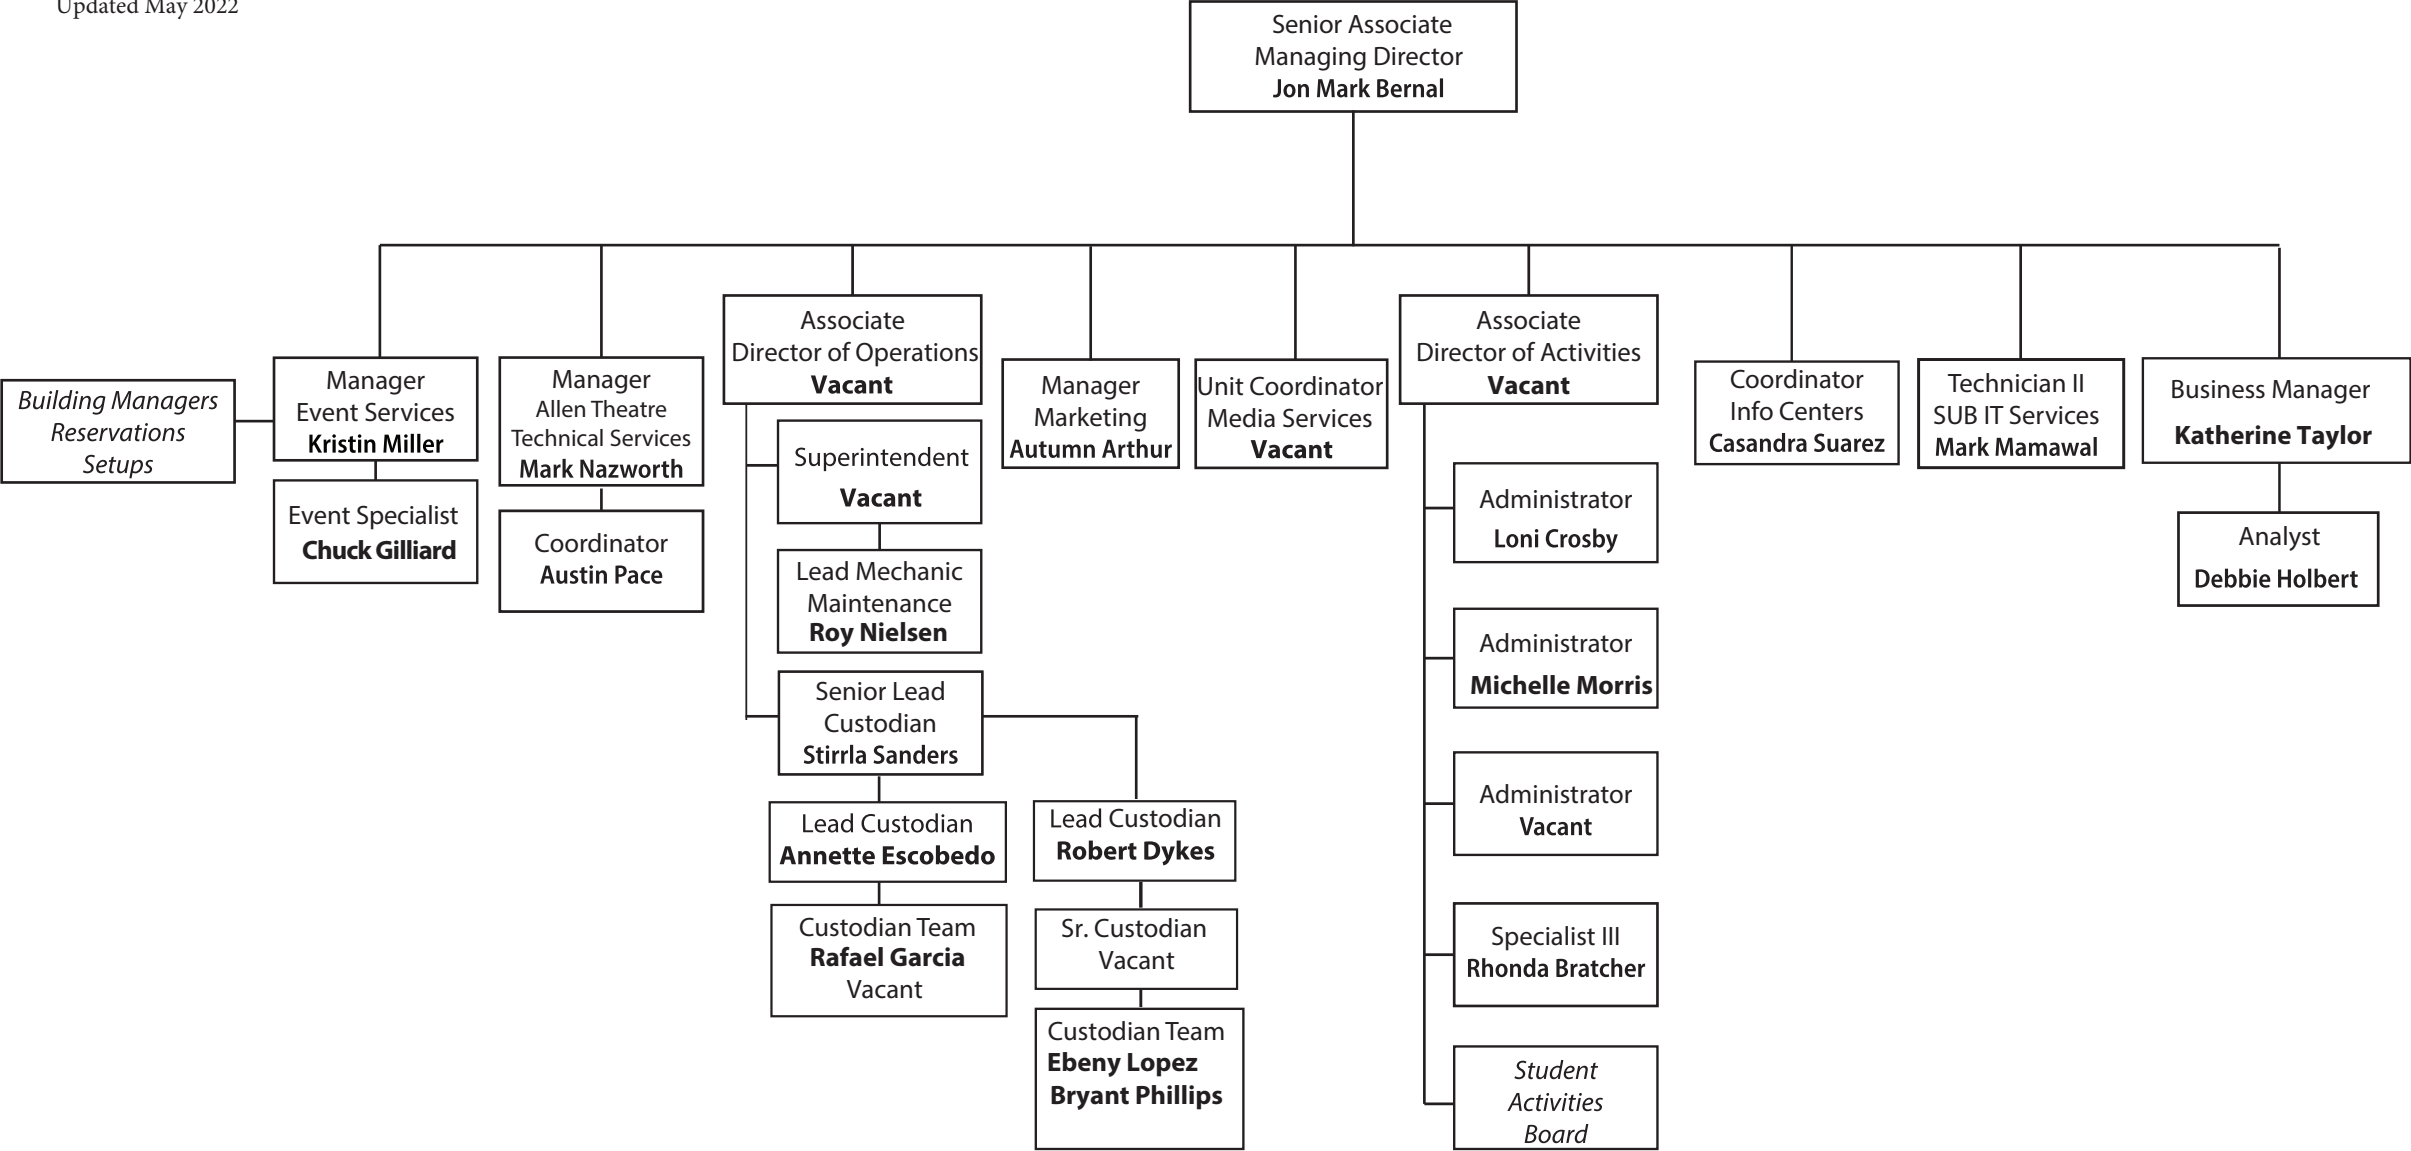 Updated May 2022
Senior Associate
Managing Director
Jon Mark Bernal
Building Managers
Reservations
Setups
Manager
Event Services
Kristin Miller
Event Specialist
Chuck Gilliard
Manager
Allen Theatre
Technical Services
Mark Nazworth
Coordinator
Austin Pace
Associate
Director of Operations
Vacant
Superintendent
Vacant
Lead Mechanic
Maintenance
Roy Nielsen
Senior Lead
Custodian
Stirrla Sanders
Lead Custodian
Annette Escobedo
Custodian Team
Rafael Garcia
Vacant
Lead Custodian
Robert Dykes
Sr. Custodian
Vacant
Custodian Team
Ebeny Lopez
Bryant Phillips
Manager
Marketing
Autumn Arthur
Unit Coordinator
Media Services
Vacant
Associate
Director of Activities
Vacant
Administrator
Loni Crosby
Administrator
Michelle Morris
Administrator
Vacant
Specialist III
Rhonda Bratcher
Student
Activities
Board
Coordinator
Info Centers
Casandra Suarez
Technician II
SUB IT Services
Mark Mamawal
Business Manager
Katherine Taylor
Analyst
Debbie Holbert